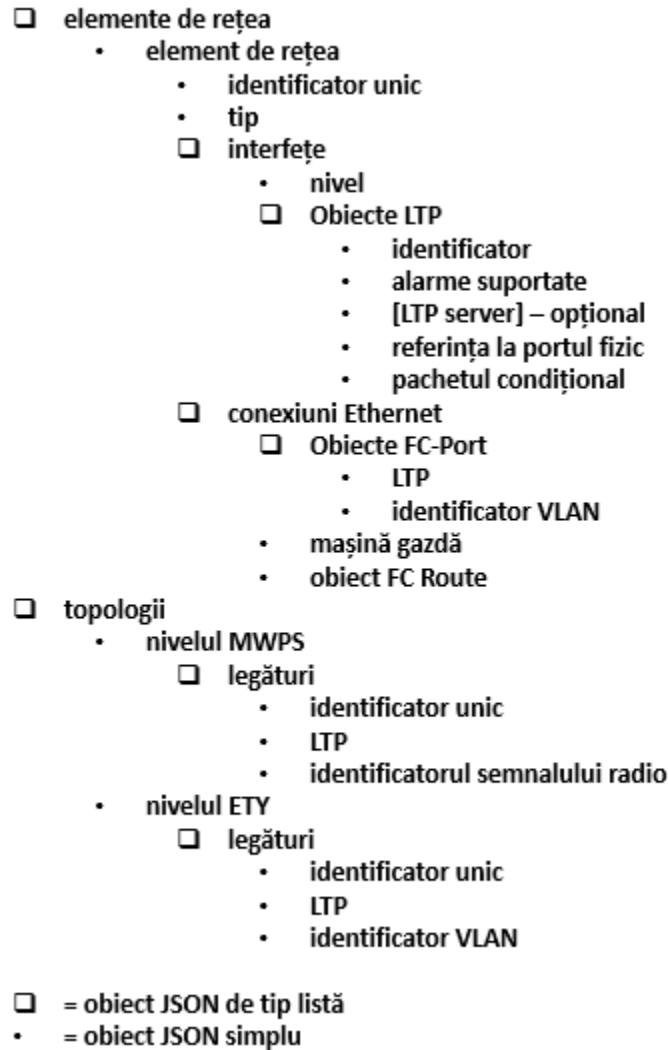 ❑ elemente de rețea
• element de rețea
• identificator unic
• tip
❑ interfețe
• nivel
❑ Obiecte LTP
• identificator
• alarme suportate
• [LTP server] – opțional
• referința la portul fizic
• pachetul condițional
❑ conexiuni Ethernet
❑ Obiecte FC-Port
• LTP
• identificator VLAN
• mașină gazdă
• obiect FC Route
❑ topologii
• nivelul MWPS
❑ legături
• identificator unic
• LTP
• identificatorul semnalului radio
• nivelul ETY
❑ legături
• identificator unic
• LTP
• identificator VLAN
❑ = obiect JSON de tip listă
• = obiect JSON simplu